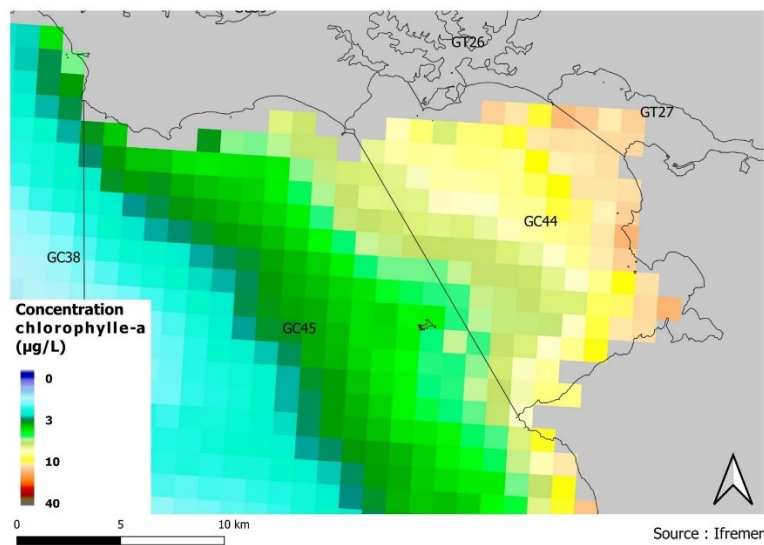 GT26
GT27
GC44
GC38
GC45
Concentration
chlorophylle-a
(µg/L)
0
3
10
40
0
5
10 km
Source : Ifremer